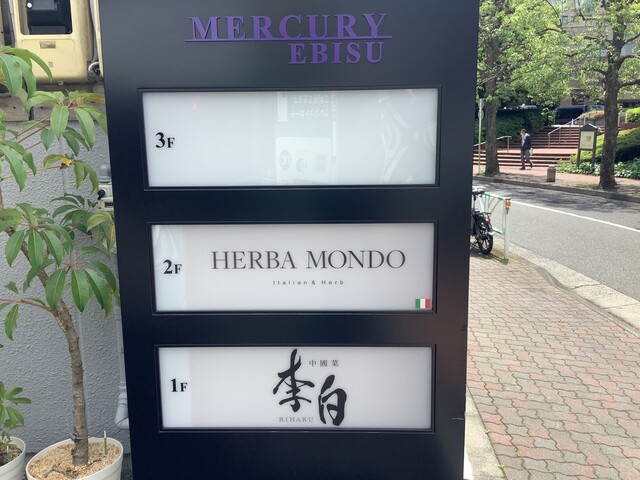 MERCURY
EBISU
3F
2F
HERBA MONDO
Italian & Herb
1F
中國菜
李白
RIHAKU